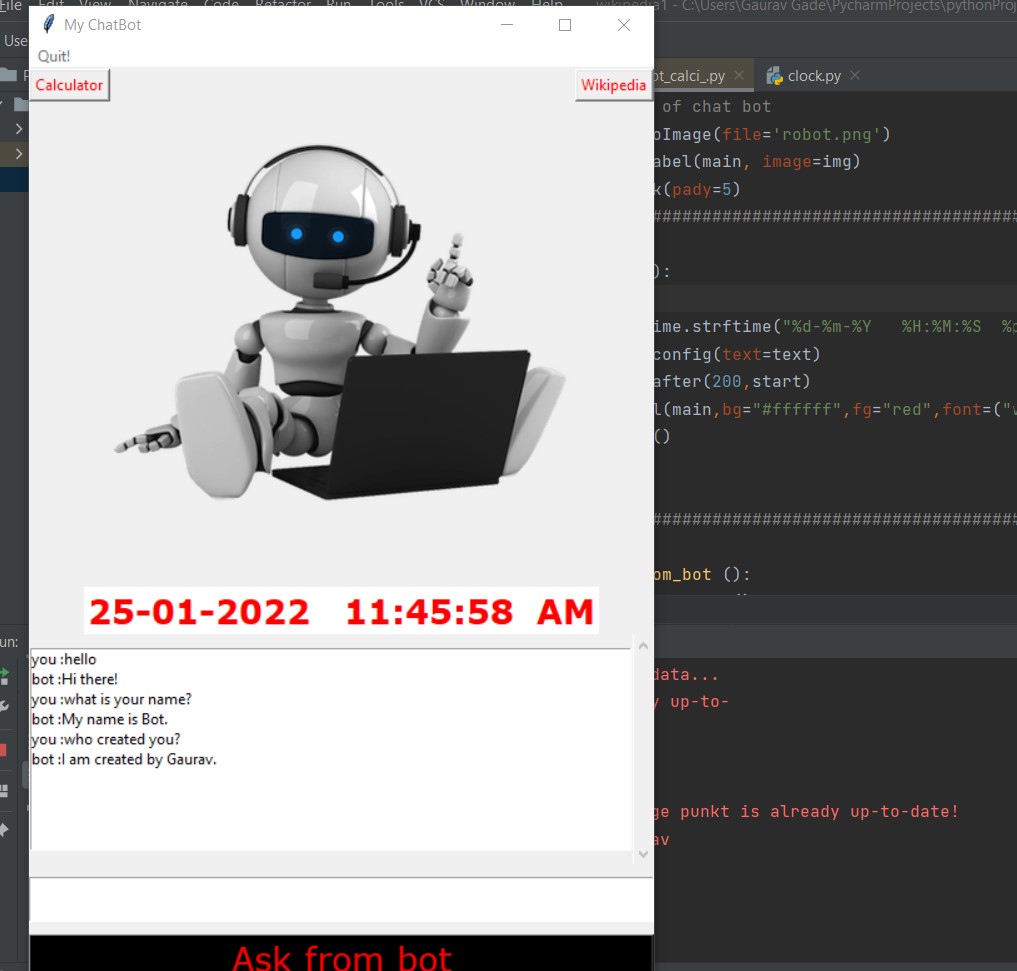 File Edit View Navigate Code Refactor Run Tools VCS Window Help wikipedia1 - C:\Users\Gaurav Gade\PycharmProjects\pythonProj
My ChatBot
Use
Quit!
Calculator
Wikipedia
ot_calci_.py
clock.py
of chat bot
oImage(file='robot.png')
abel(main, image=img)
k(pady=5)
):
ime.strftime("%d-%m-%Y %H:%M:%S %p
config(text=text)
after(200,start)
l(main,bg="#ffffff",fg="red",font=("v
()
om_bot ():
25-01-2022 11:45:58 AM
un:
you :hello
bot :Hi there!
you :what is your name?
bot :My name is Bot.
you :who created you?
bot :I am created by Gaurav.
data...
y up-to-
ge punkt is already up-to-date!
av
Ask from bot